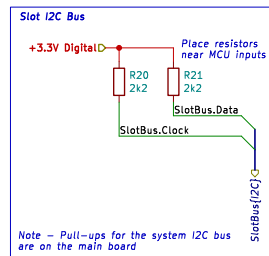 Slot I2C Bus
+3.3V Digital
Place resistors
near MCU inputs
R20
2k2
R21
2k2
SlotBus.Data
SlotBus.Clock
SlotBus{I2C}
Note - Pull-ups for the system I2C bus
are on the main board